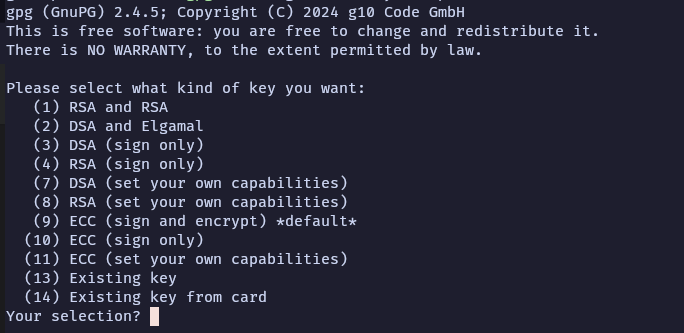 gpg (GnuPG) 2.4.5; Copyright (C) 2024 g10 Code GmbH
This is free software: you are free to change and redistribute it.
There is NO WARRANTY, to the extent permitted by law.

Please select what kind of key you want:
   (1) RSA and RSA
   (2) DSA and Elgamal
   (3) DSA (sign only)
   (4) RSA (sign only)
   (7) DSA (set your own capabilities)
   (8) RSA (set your own capabilities)
   (9) ECC (sign and encrypt) *default*
  (10) ECC (sign only)
  (11) ECC (set your own capabilities)
  (13) Existing key
  (14) Existing key from card
Your selection?